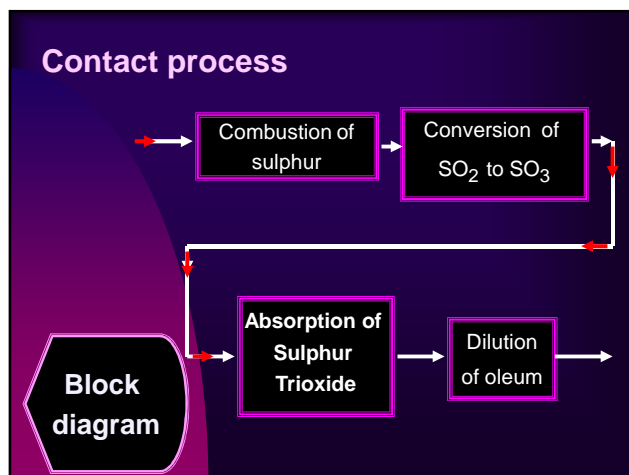 Contact process
Combustion of
sulphur
Conversion of
SO₂ to SO₃
Absorption of
Sulphur
Trioxide
Dilution
of oleum
Block
diagram